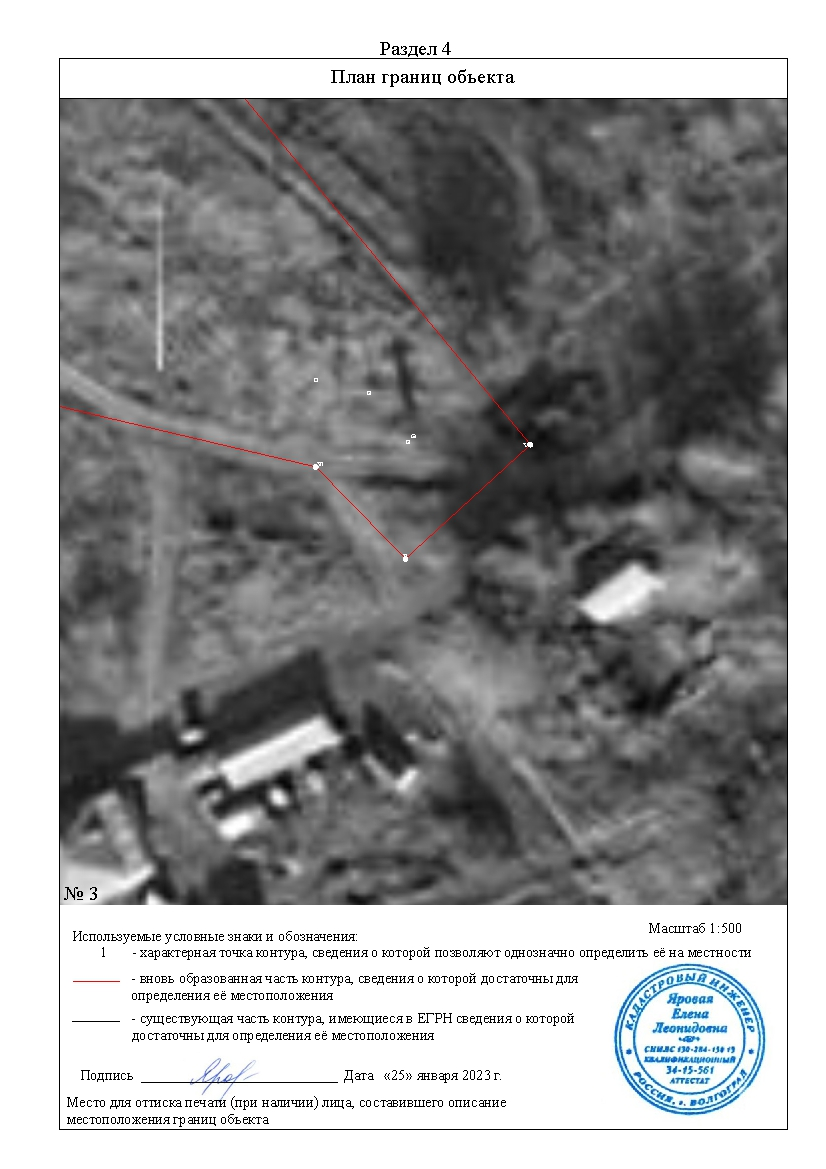 Раздел 4
План границ объекта
№ 3
Масштаб 1:500
Используемые условные знаки и обозначения:
1 - характерная точка контура, сведения о которой позволяют однозначно определить её на местности
- вновь образованная часть контура, сведения о которой достаточны для
определения её местоположения
- существующая часть контура, имеющиеся в ЕГРН сведения о которой
достаточны для определения её местоположения
Подпись Дата «25» января 2023 г.
Место для оттиска печати (при наличии) лица, составившего описание
местоположения границ объекта
КАДАСТРОВЫЙ ИНЖЕНЕР
Яровая
Елена
Леонидовна
СНИЛС
КВАЛИФИКАЦИОННЫЙ
34-15-561
АТТЕСТАТ
РОССИЯ, г. ВОЛГОГРАД